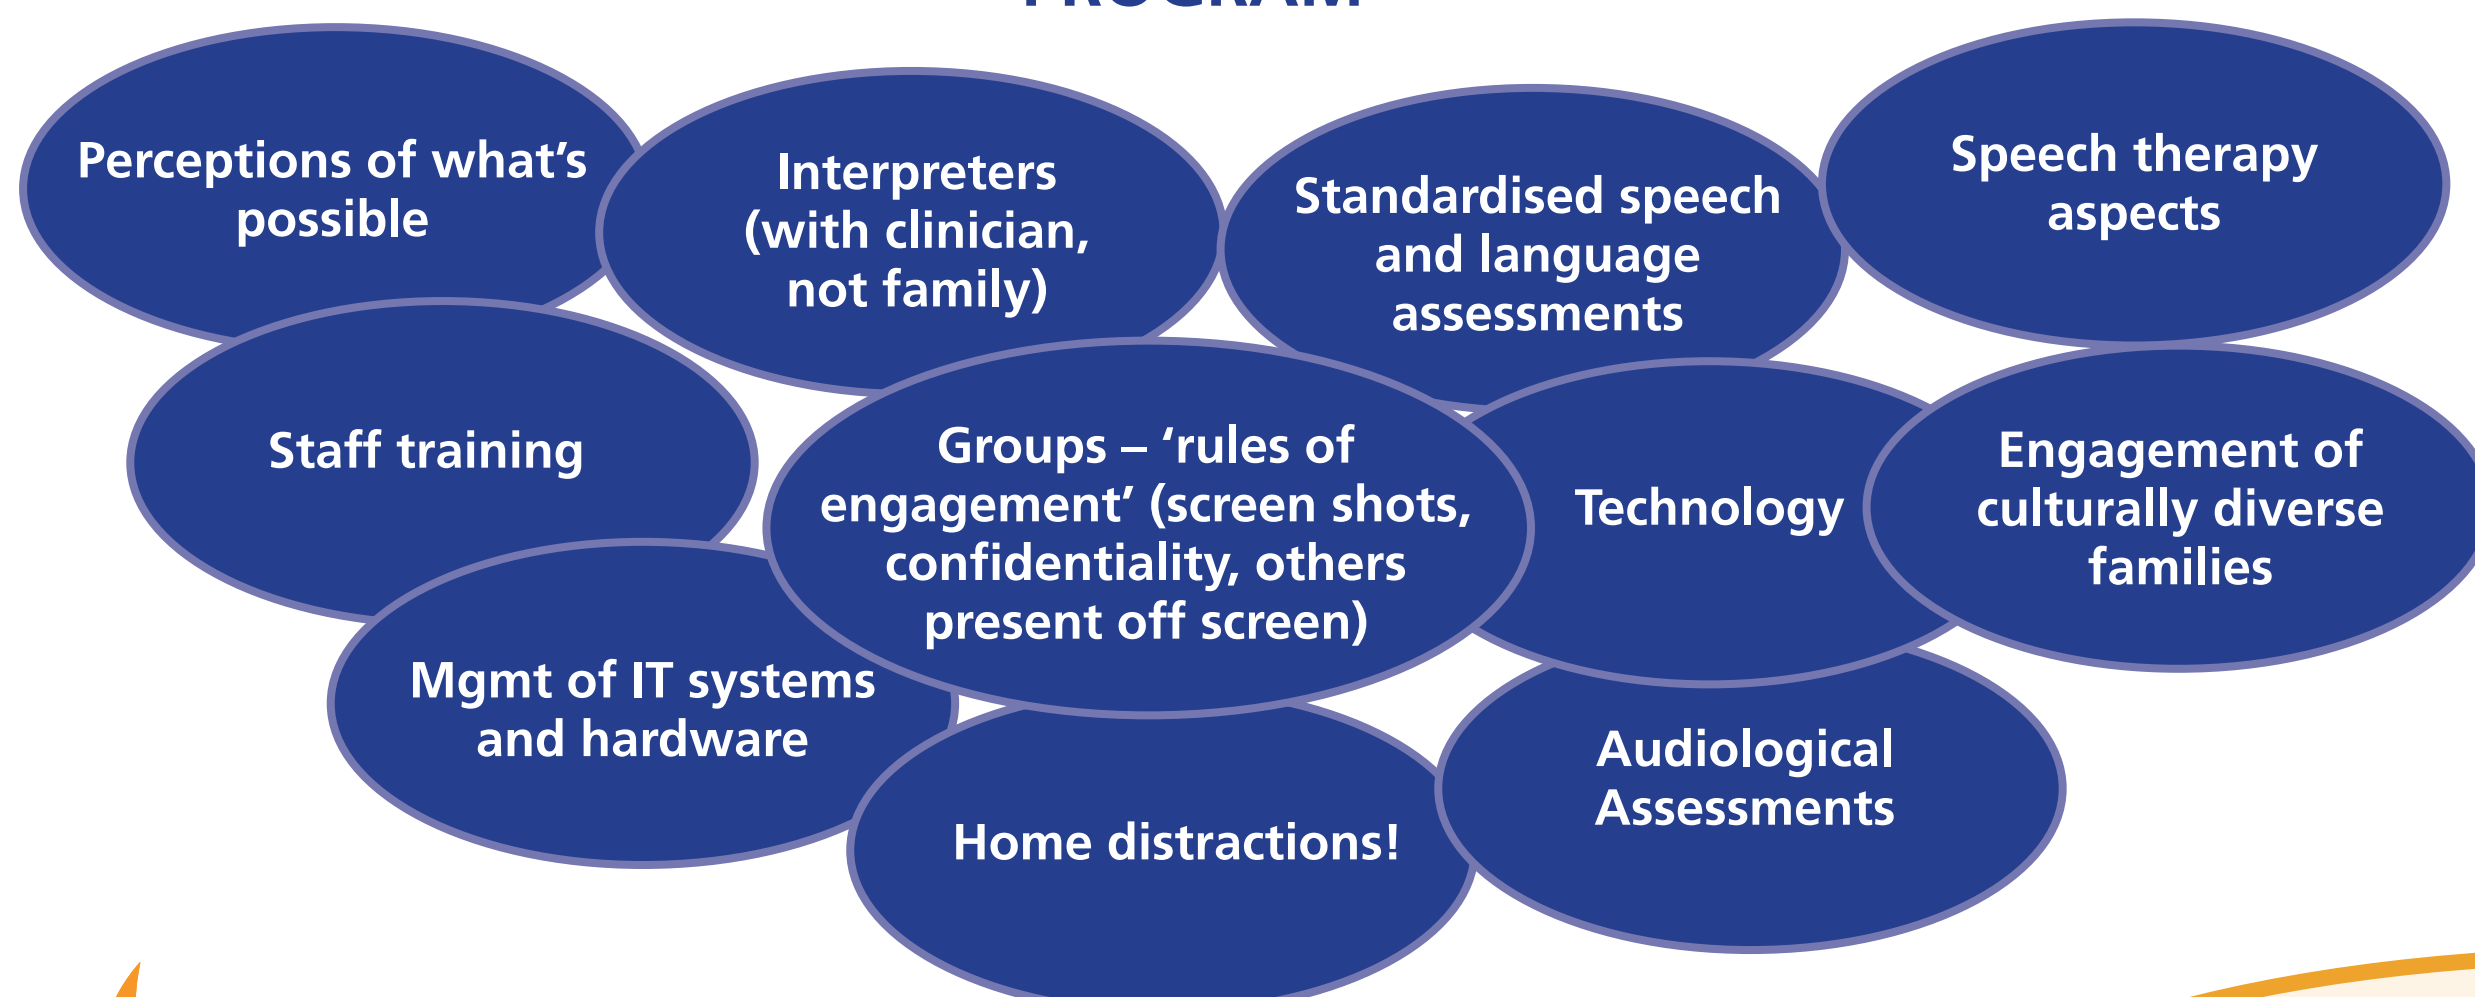 PROGRAM
Perceptions of what’s
possible
Interpreters
(with clinician,
not family)
Standardised speech
and language
assessments
Speech therapy
aspects
Staff training
Groups – ‘rules of
engagement’ (screen shots,
confidentiality, others
present off screen)
Technology
Engagement of
culturally diverse
families
Mgmt of IT systems
and hardware
Home distractions!
Audiological
Assessments